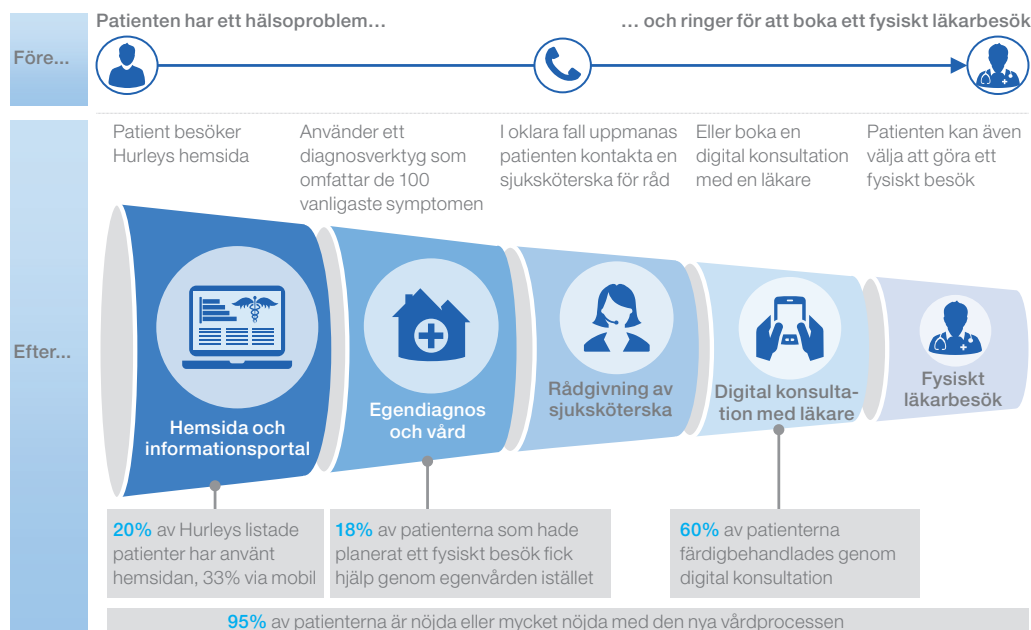 Patienten har ett hälsoproblem…
… och ringer för att boka ett fysiskt läkarbesök
Före...
Patient besöker
Hurleys hemsida
Använder ett
diagnosverktyg som
omfattar de 100
vanligaste symptomen
I oklara fall uppmanas
patienten kontakta en
sjuksköterska för råd
Eller boka en
digital konsultation
med en läkare
Patienten kan även
välja att göra ett
fysiskt besök
Efter...
Hemsida och
informationsportal
Egendiagnos
och vård
Rådgivning av
sjuksköterska
Digital konsulta-
tion med läkare
Fysiskt
läkarbesök
20% av Hurleys listade
patienter har använt
hemsidan, 33% via mobil
18% av patienterna som hade
planerat ett fysiskt besök fick
hjälp genom egenvården istället
60% av patienterna
färdigbehandlades genom
digital konsultation
95% av patienterna är nöjda eller mycket nöjda med den nya vårdprocessen